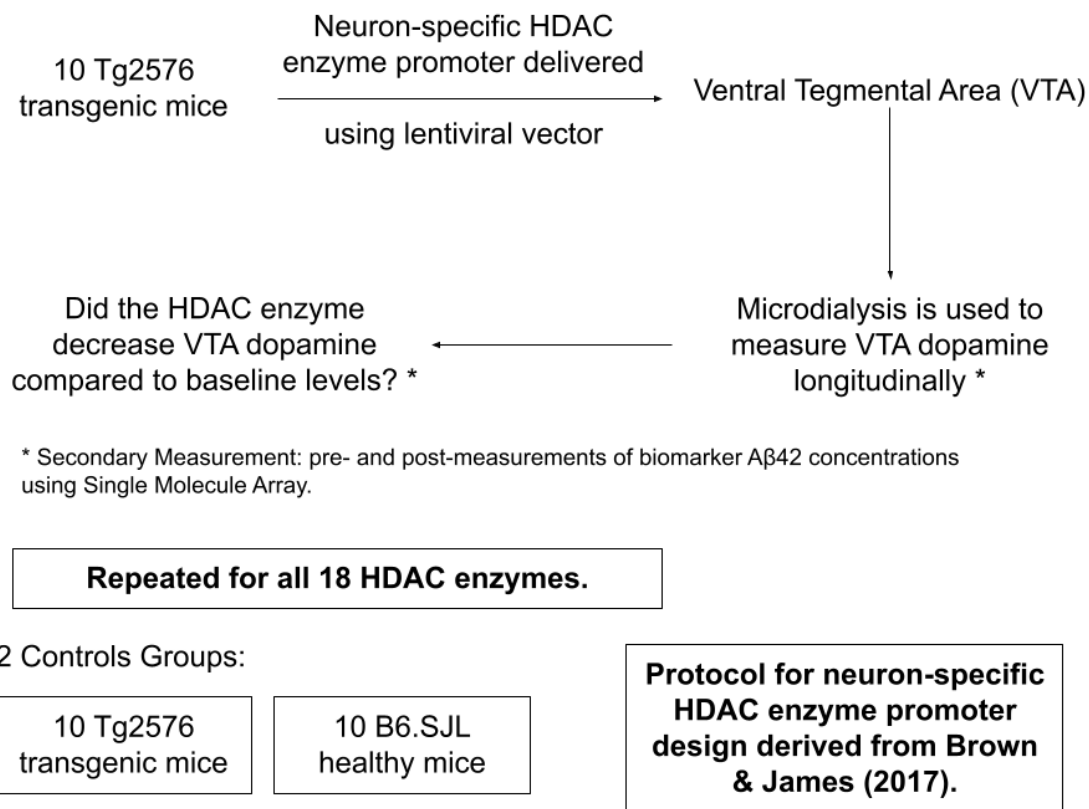 10 Tg2576
transgenic mice
Neuron-specific HDAC
enzyme promoter delivered
using lentiviral vector
Ventral Tegmental Area (VTA)
Did the HDAC enzyme
decrease VTA dopamine
compared to baseline levels? *
Microdialysis is used to
measure VTA dopamine
longitudinally *
* Secondary Measurement: pre- and post-measurements of biomarker Aβ42 concentrations
using Single Molecule Array.
Repeated for all 18 HDAC enzymes.
2 Controls Groups:
10 Tg2576
transgenic mice
10 B6.SJL
healthy mice
Protocol for neuron-specific
HDAC enzyme promoter
design derived from Brown
& James (2017).